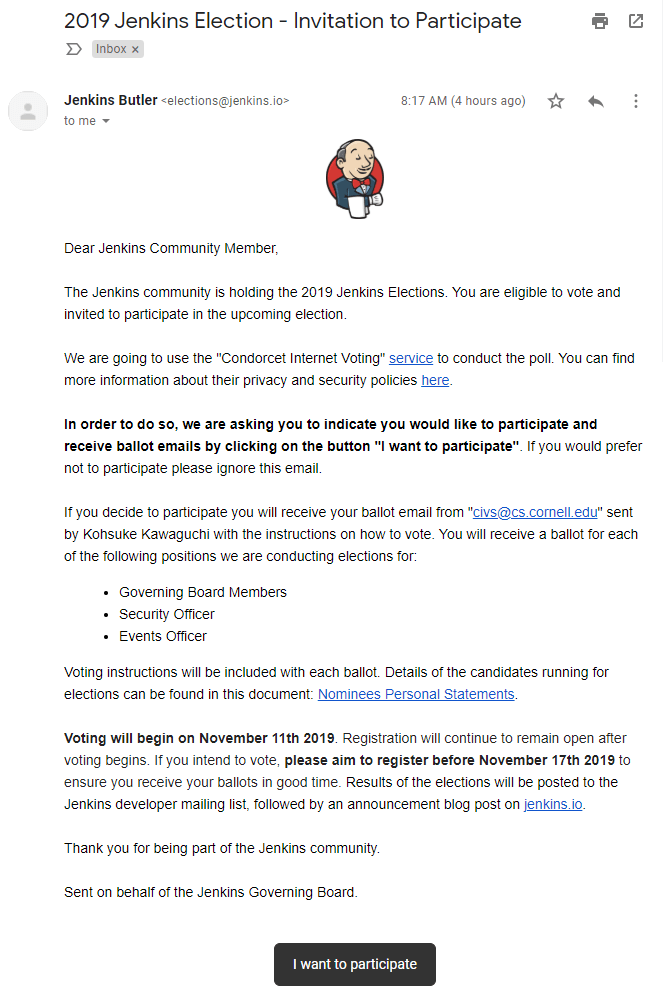 2019 Jenkins Election - Invitation to Participate
Inbox ×
Jenkins Butler <elections@jenkins.io> 8:17 AM (4 hours ago)
to me
Dear Jenkins Community Member,
The Jenkins community is holding the 2019 Jenkins Elections. You are eligible to vote and
invited to participate in the upcoming election.
We are going to use the "Condorcet Internet Voting" service to conduct the poll. You can find
more information about their privacy and security policies here.
In order to do so, we are asking you to indicate you would like to participate and
receive ballot emails by clicking on the button "I want to participate". If you would prefer
not to participate please ignore this email.
If you decide to participate you will receive your ballot email from "civs@cs.cornell.edu" sent
by Kohsuke Kawaguchi with the instructions on how to vote. You will receive a ballot for each
of the following positions we are conducting elections for:
• Governing Board Members
• Security Officer
• Events Officer
Voting instructions will be included with each ballot. Details of the candidates running for
elections can be found in this document: Nominees Personal Statements.
Voting will begin on November 11th 2019. Registration will continue to remain open after
voting begins. If you intend to vote, please aim to register before November 17th 2019 to
ensure you receive your ballots in good time. Results of the elections will be posted to the
Jenkins developer mailing list, followed by an announcement blog post on jenkins.io.
Thank you for being part of the Jenkins community.
Sent on behalf of the Jenkins Governing Board.
I want to participate